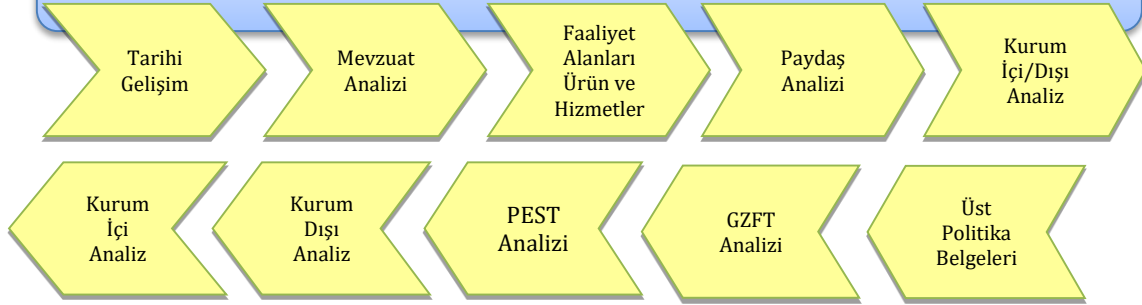 Tarihi
Gelişim
Mevzuat
Analizi
Faaliyet
Alanları
Ürün ve
Hizmetler
Paydaş
Analizi
Kurum
İçi/Dışı
Analiz
Kurum
İçi
Analiz
Kurum
Dışı
Analiz
PEST
Analizi
GZFT
Analizi
Üst
Politika
Belgeleri